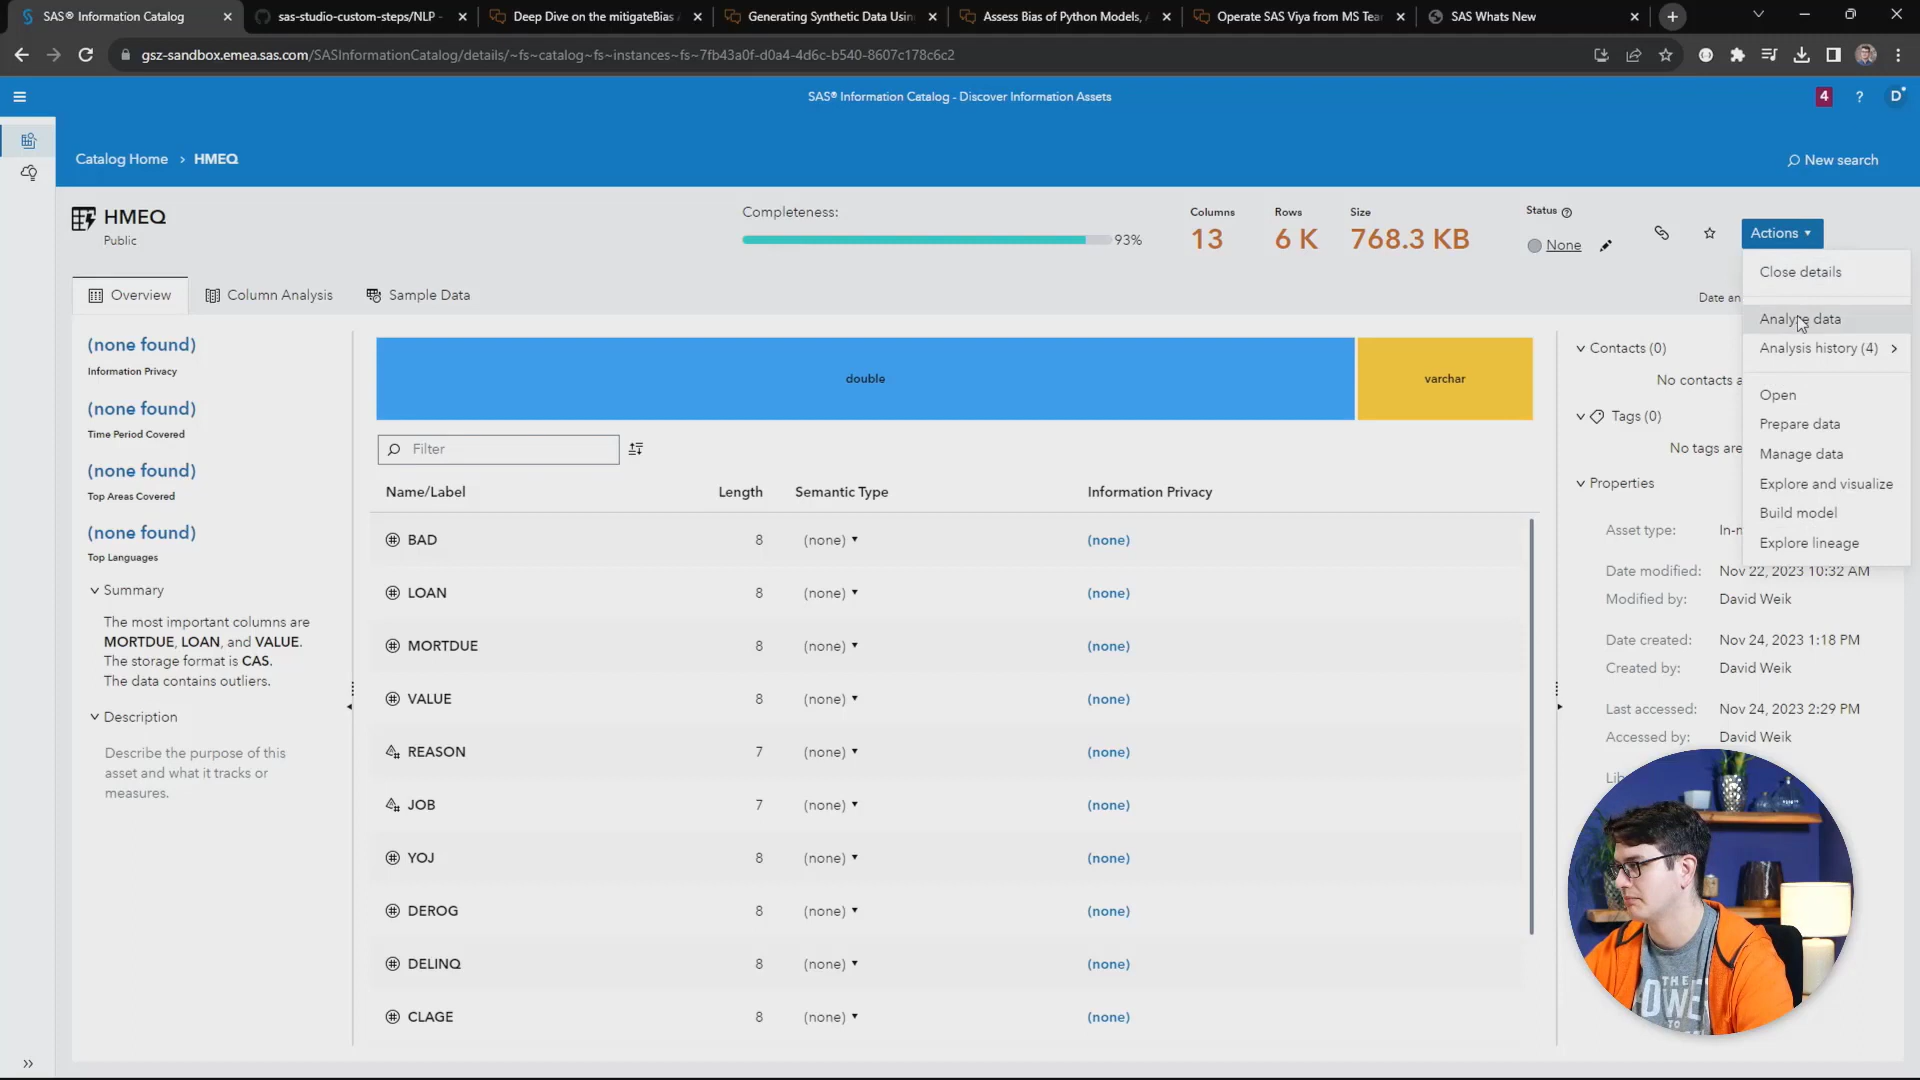 SAS® Information Catalog
sas-studio-custom-steps/NLP -
Deep Dive on the mitigateBias
Generating Synthetic Data Usin
Assess Bias of Python Models,
Operate SAS Viya from MS Tea
SAS Whats New
gsz-sandbox.emea.sas.com/SASInformationCatalog/details/~fs~catalog~fs~instances~fs~7fb43a0f-d0a4-4d6c-b540-8607c178c6c2
SAS® Information Catalog - Discover Information Assets
4
?
D
Catalog Home > HMEQ
New search
HMEQ
Public
Completeness:
93%
Columns
13
Rows
6 K
Size
768.3 KB
Status
None
Actions
Close details
Analyze data
Analysis history (4)
Open
Prepare data
Manage data
Explore and visualize
Build model
Explore lineage
Overview
Column Analysis
Sample Data
Date an
(none found)
Information Privacy
(none found)
Time Period Covered
(none found)
Top Areas Covered
(none found)
Top Languages
Summary
The most important columns are
MORTDUE, LOAN, and VALUE.
The storage format is CAS.
The data contains outliers.
Description
Describe the purpose of this
asset and what it tracks or
measures.
double
varchar
Filter
Name/Label Length Semantic Type Information Privacy
BAD 8 (none) (none)
LOAN 8 (none) (none)
MORTDUE 8 (none) (none)
VALUE 8 (none) (none)
REASON 7 (none) (none)
JOB 7 (none) (none)
YOJ 8 (none) (none)
DEROG 8 (none) (none)
DELINQ 8 (none) (none)
CLAGE 8 (none) (none)
Contacts (0)
No contacts a
Tags (0)
No tags are
Properties
Asset type: In-m
Date modified: Nov 22, 2023 10:32 AM
Modified by: David Weik
Date created: Nov 24, 2023 1:18 PM
Created by: David Weik
Last accessed: Nov 24, 2023 2:29 PM
Accessed by: David Weik
Lib
THE
POWER
TO